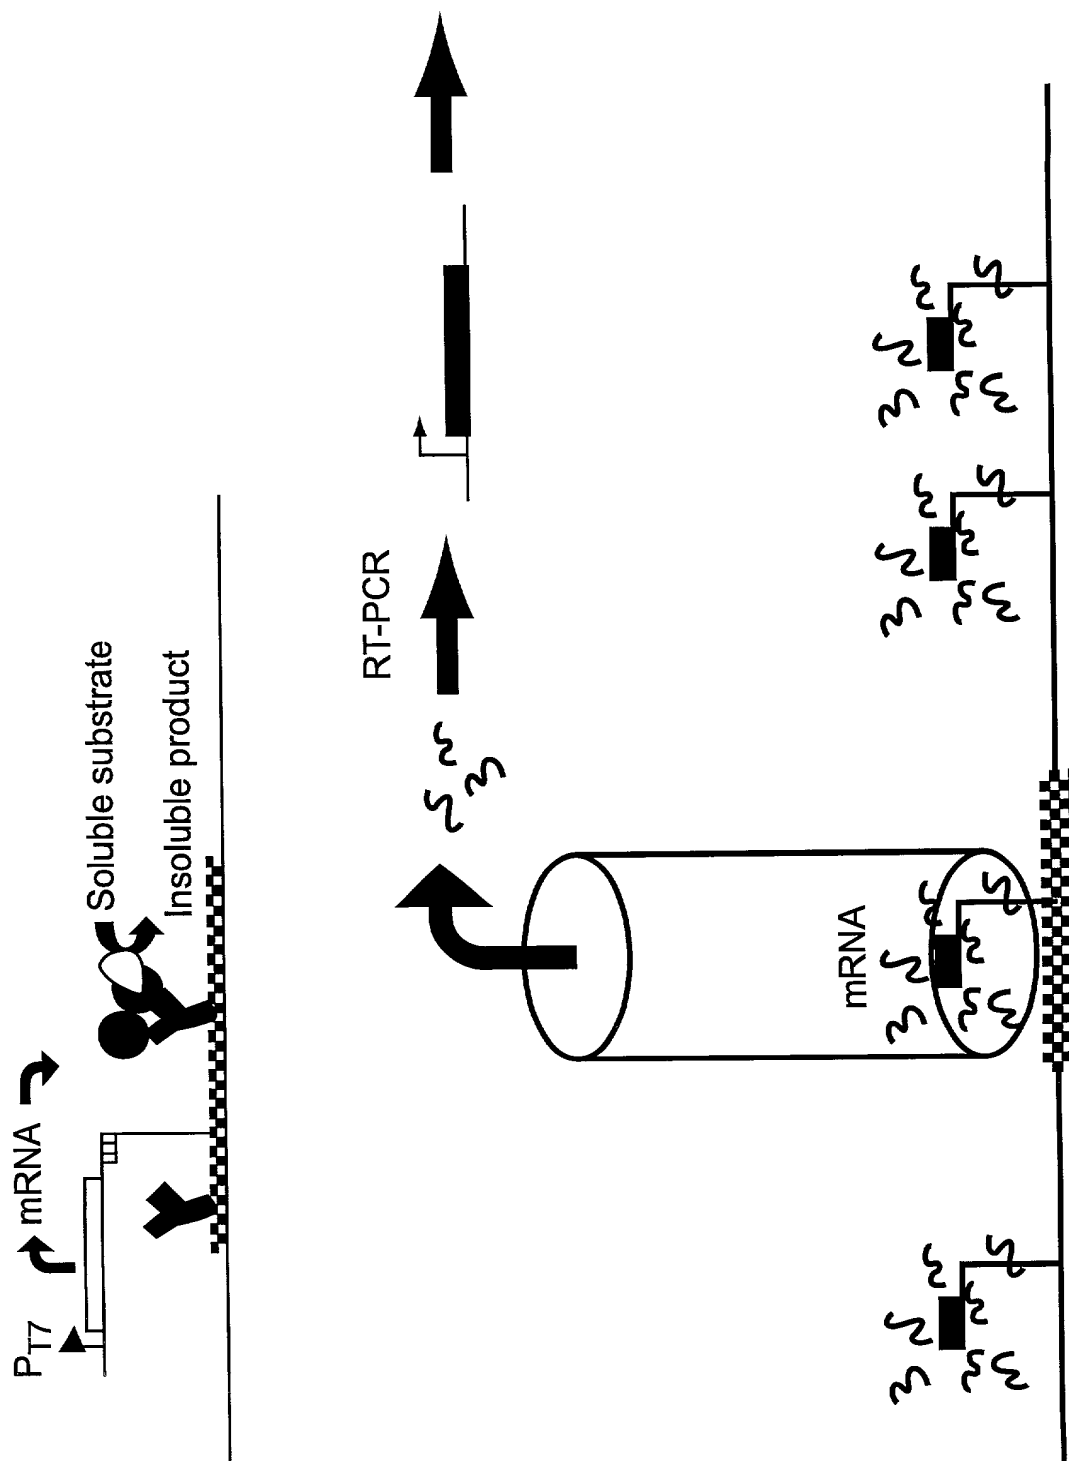 P_T7 mRNA
Soluble substrate
Insoluble product
RT-PCR
mRNA